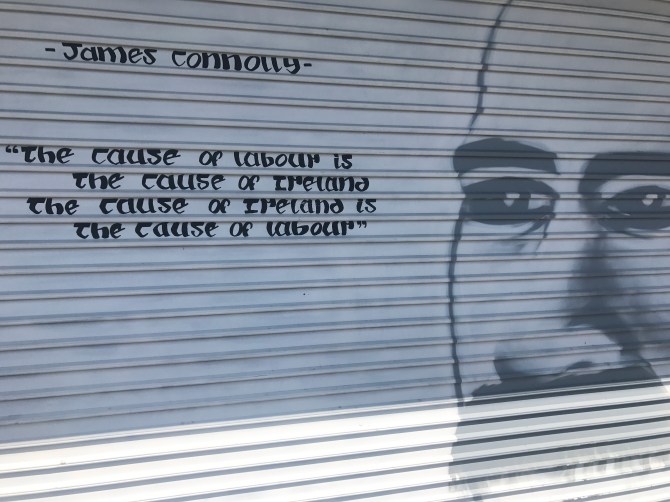 -James Connolly-
“The cause of labour is
the cause of Ireland
The cause of Ireland is
the cause of labour”